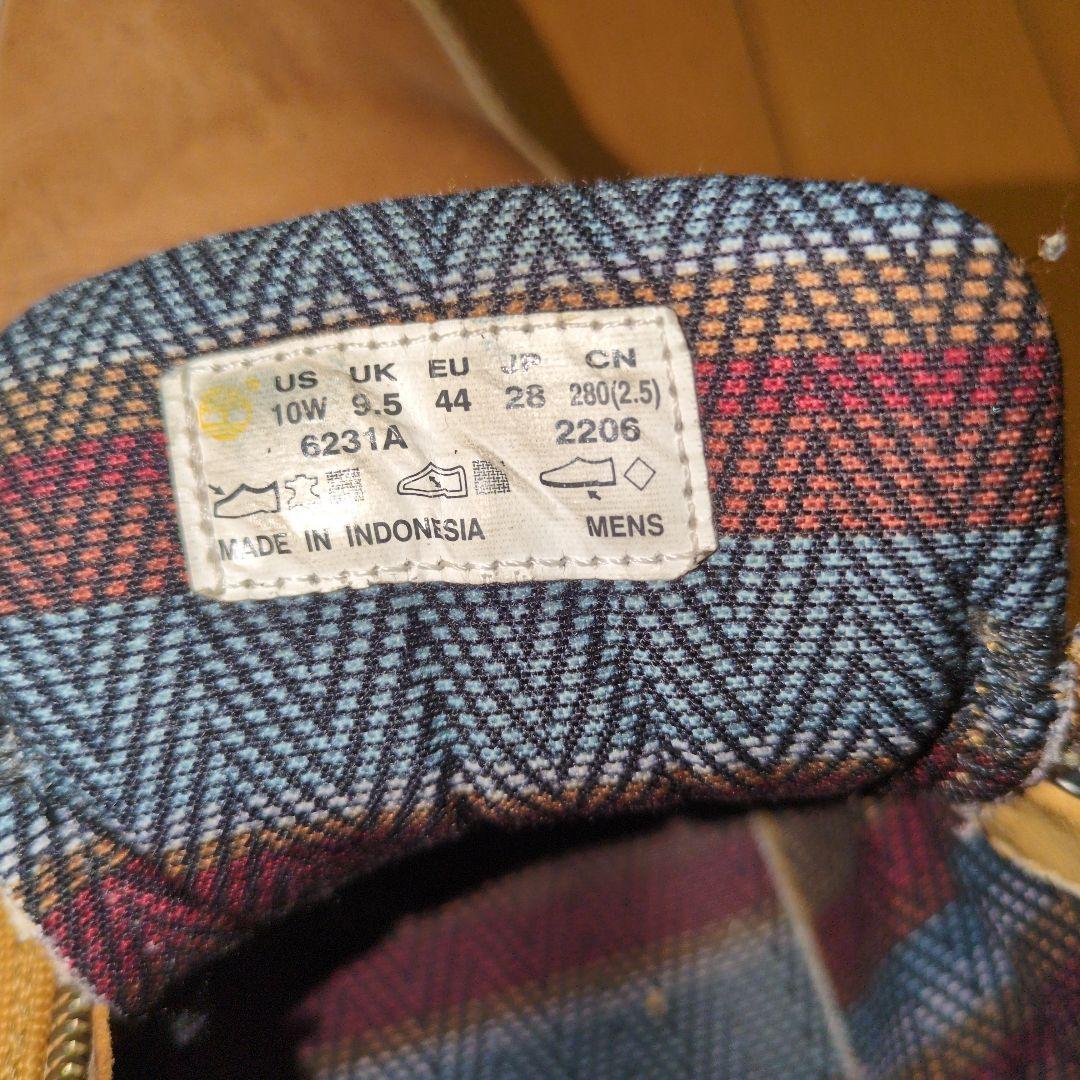 US UK EU JP CN
10W 9.5 44 28 280(2.5)
6231A 2206
MADE IN INDONESIA MENS